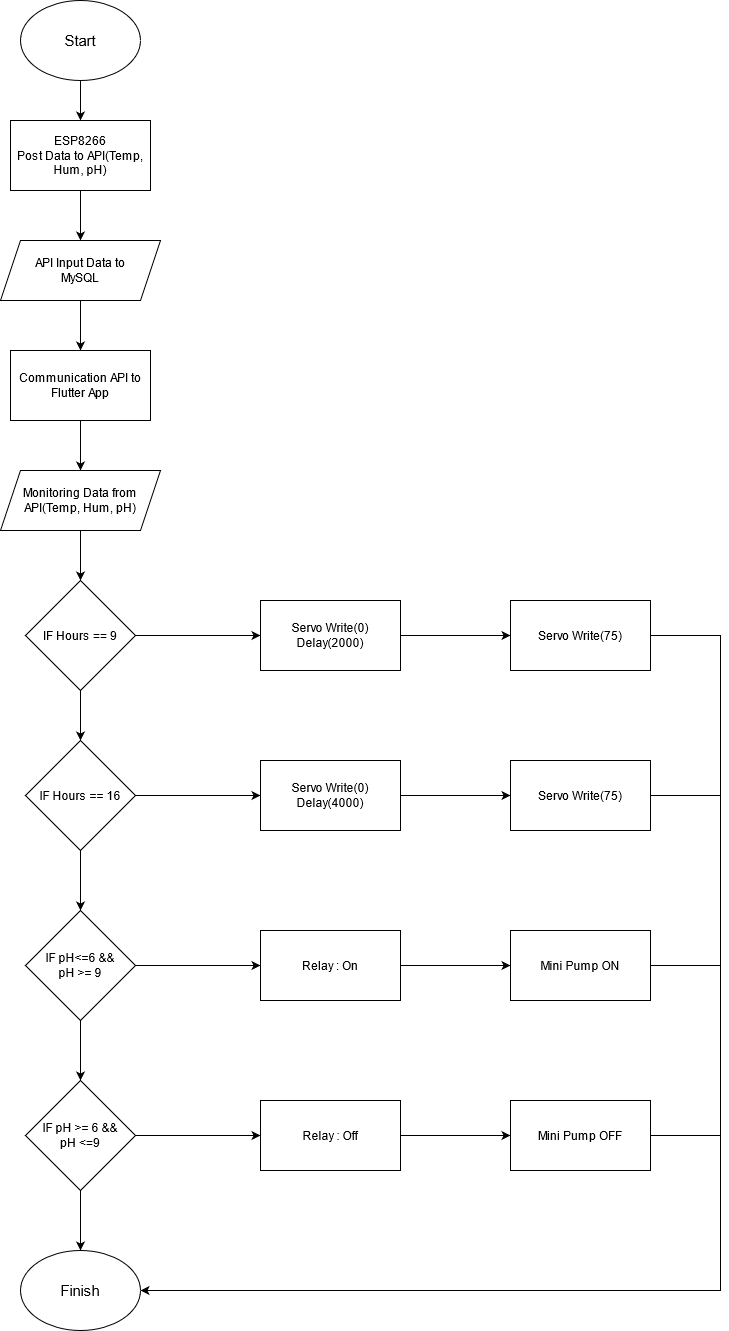 Start
ESP8266
Post Data to API(Temp,
Hum, pH)
API Input Data to
MySQL
Communication API to
Flutter App
Monitoring Data from
API(Temp, Hum, pH)
IF Hours == 9
Servo Write(0)
Delay(2000)
Servo Write(75)
IF Hours == 16
Servo Write(0)
Delay(4000)
Servo Write(75)
IF pH<=6 &&
pH >= 9
Relay : On
Mini Pump ON
IF pH >= 6 &&
pH <=9
Relay : Off
Mini Pump OFF
Finish